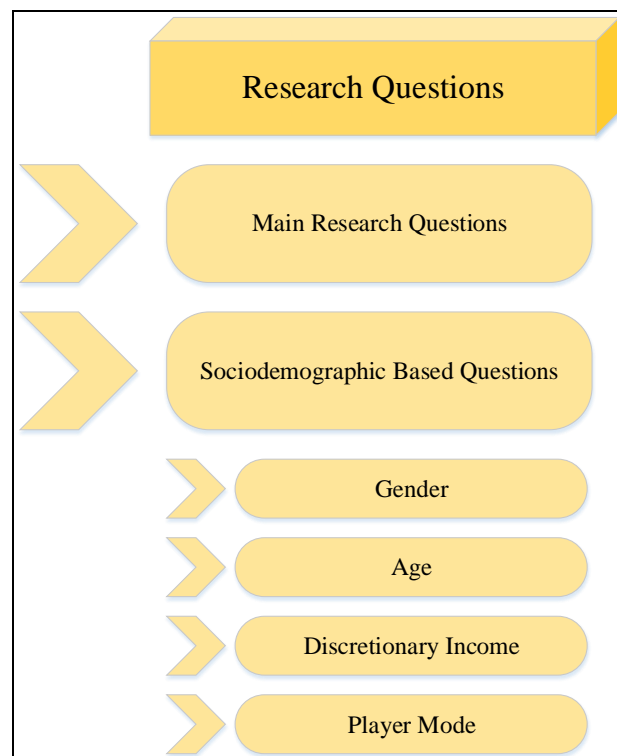 Research Questions
Main Research Questions
Sociodemographic Based Questions
Gender
Age
Discretionary Income
Player Mode